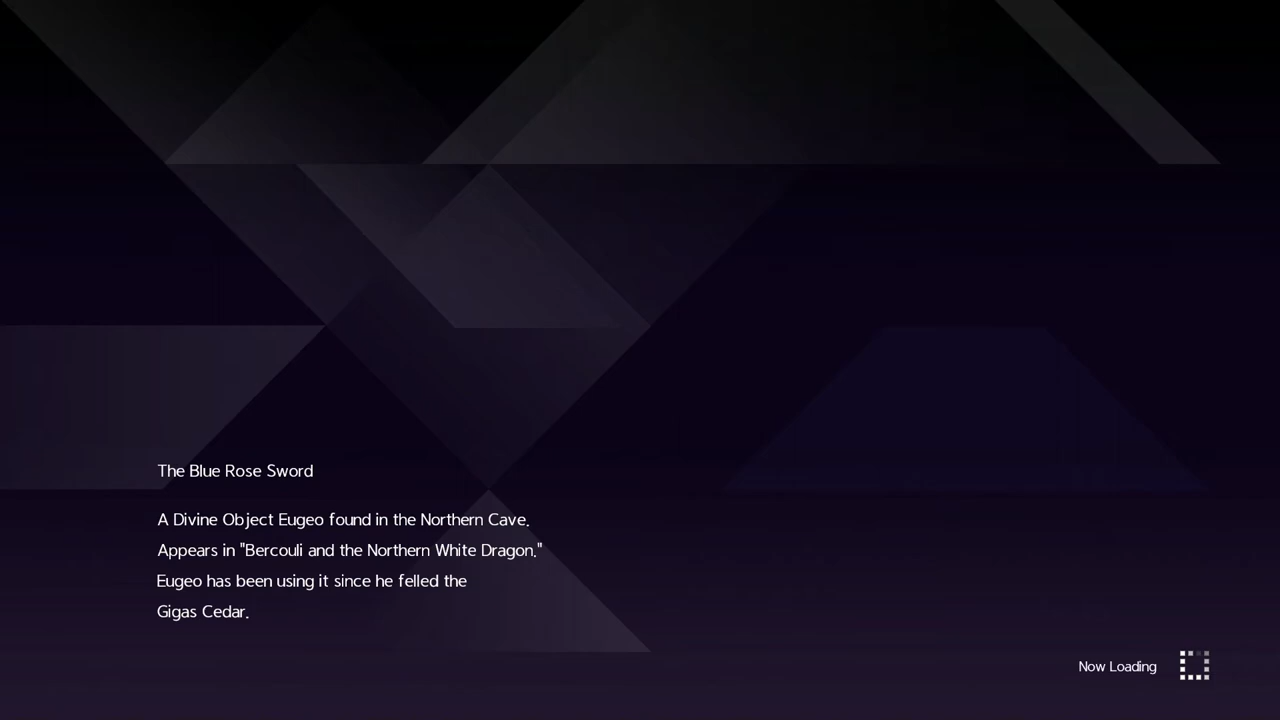 The Blue Rose Sword
A Divine Object Eugeo found in the Northern Cave.
Appears in "Bercouli and the Northern White Dragon."
Eugeo has been using it since he felled the
Gigas Cedar.
Now Loading